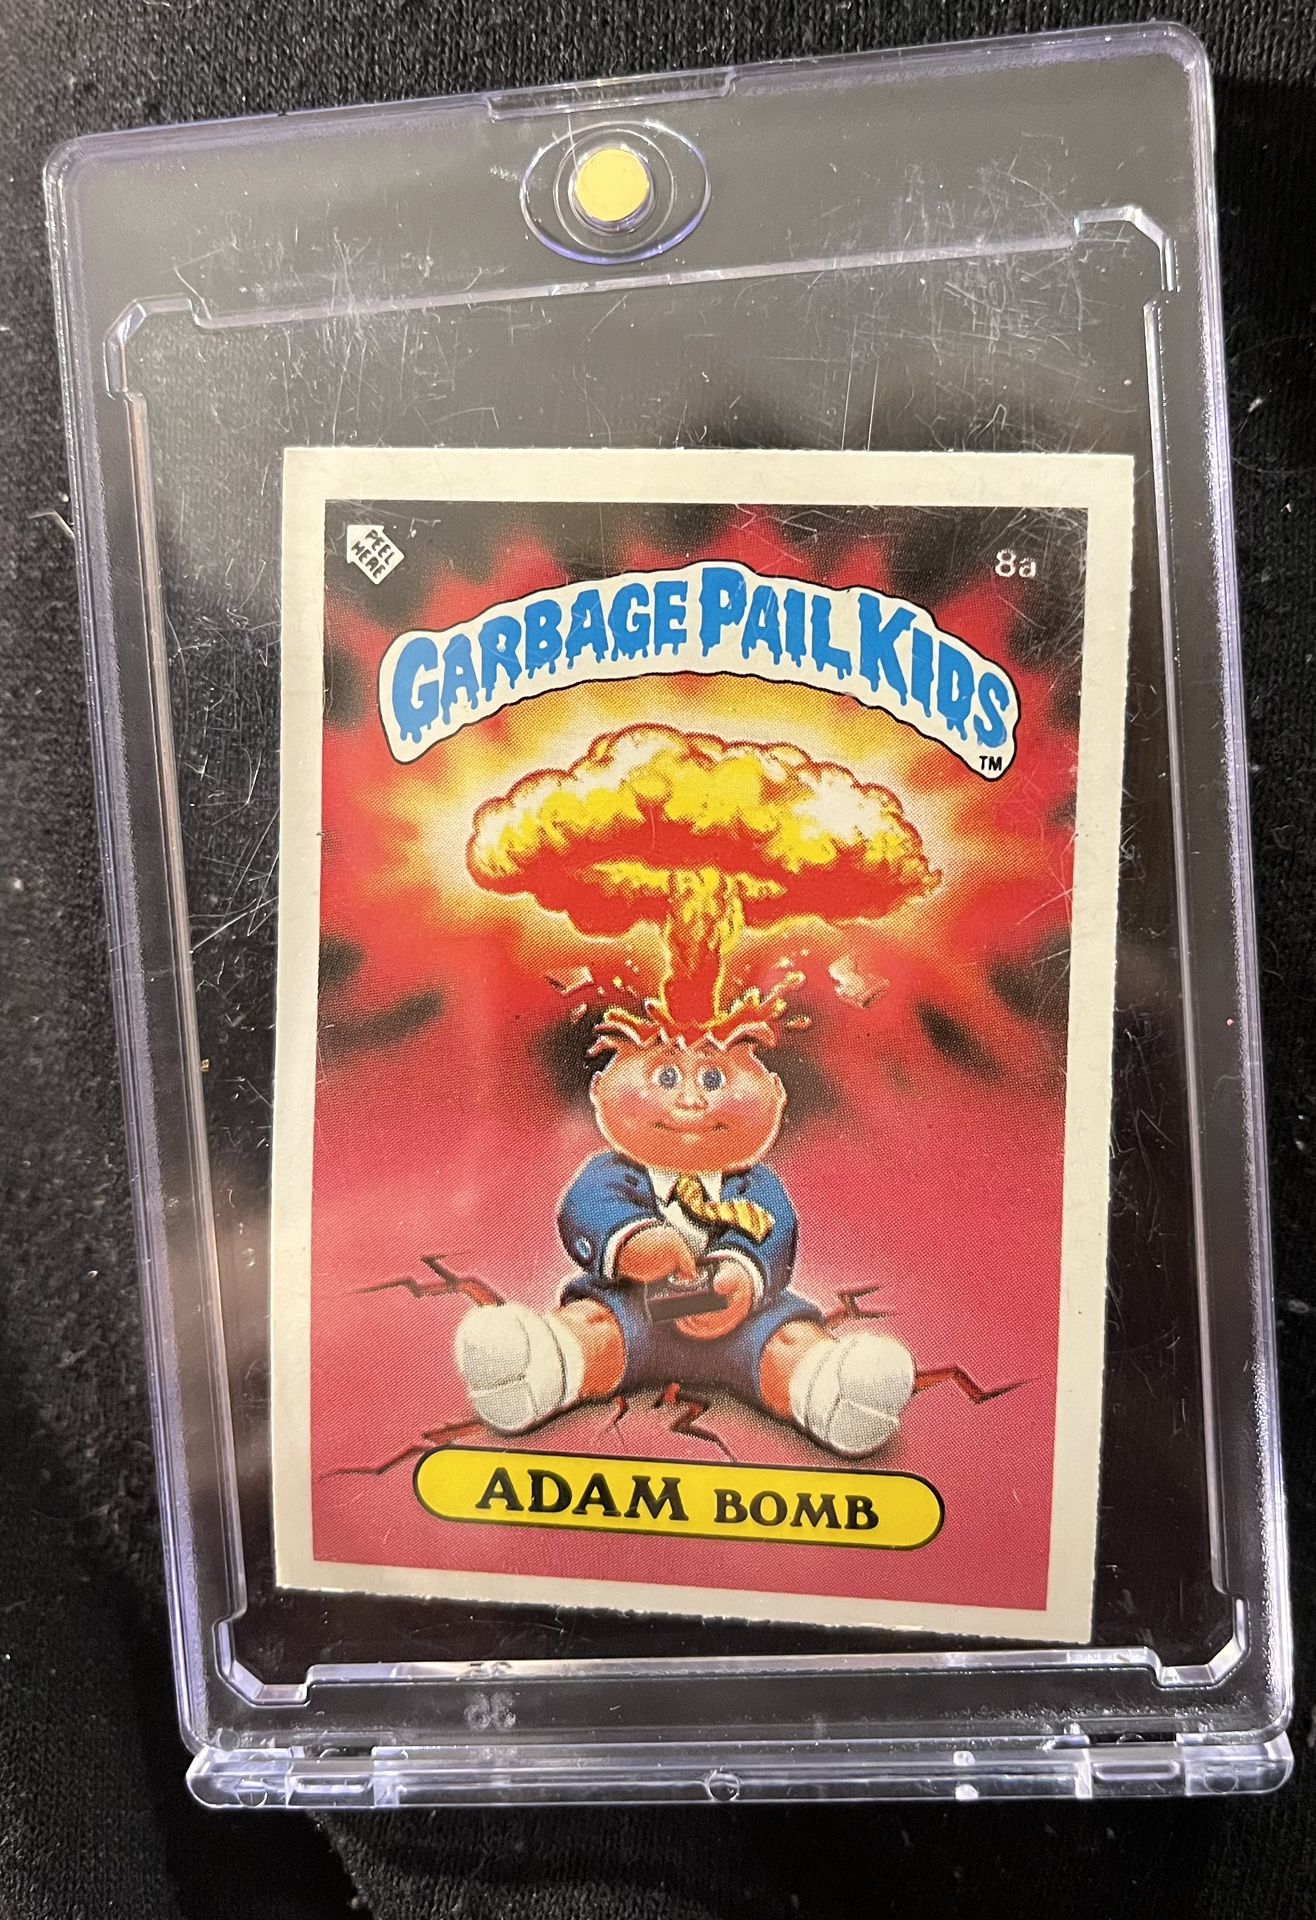 PEEL
HERE
8a
GARBAGE PAIL KIDS
TM
ADAM BOMB